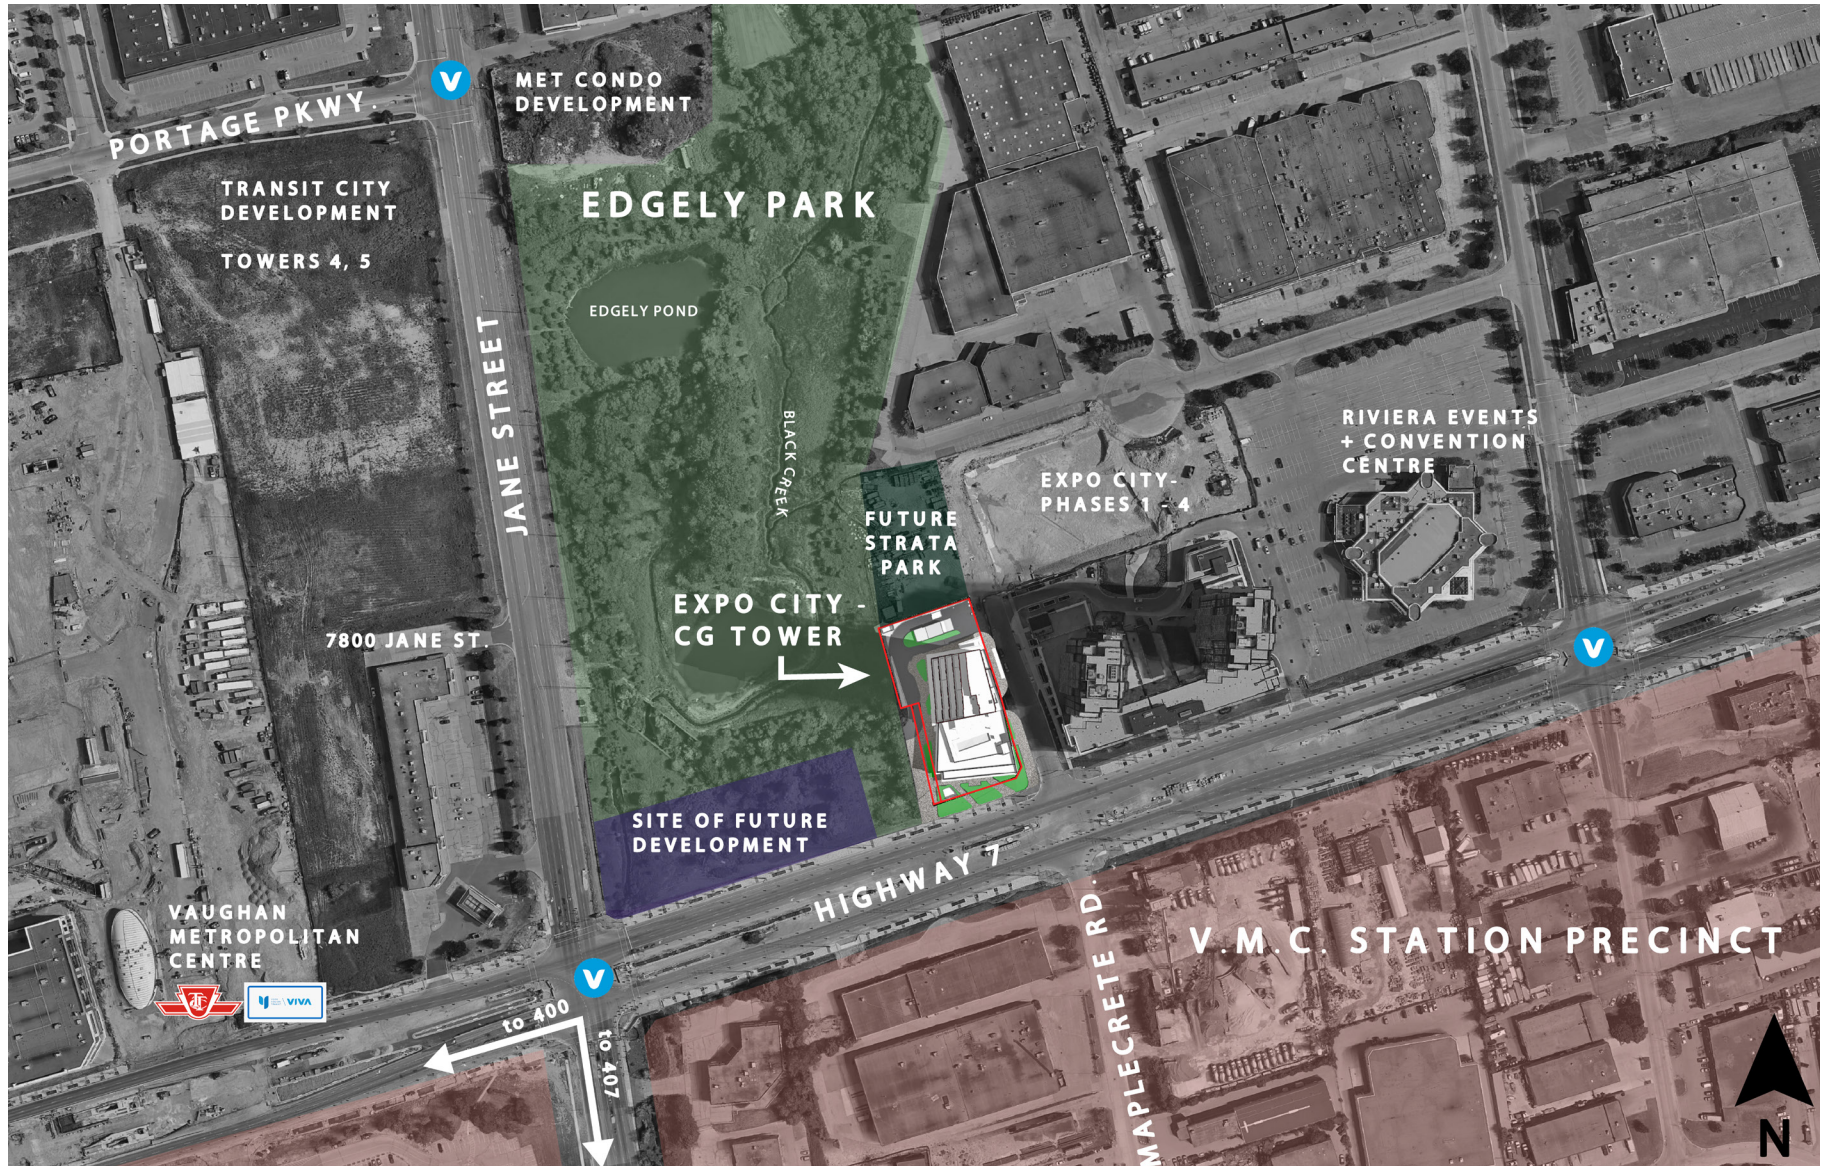 V
MET CONDO
DEVELOPMENT
PORTAGE PKWY.
TRANSIT CITY
DEVELOPMENT
TOWERS 4, 5
EDGELY PARK
EDGELY POND
JANE STREET
BLACK CREEK
RIVIERA EVENTS
+ CONVENTION
CENTRE
EXPO CITY-
PHASES 1 - 4
FUTURE
STRATA
PARK
EXPO CITY -
CG TOWER
7800 JANE ST.
V
SITE OF FUTURE
DEVELOPMENT
HIGHWAY 7
VAUGHAN
METROPOLITAN
CENTRE
TTC
VIVA
V
to 400
to 407
MAPLECRETE RD.
V.M.C. STATION PRECINCT
N